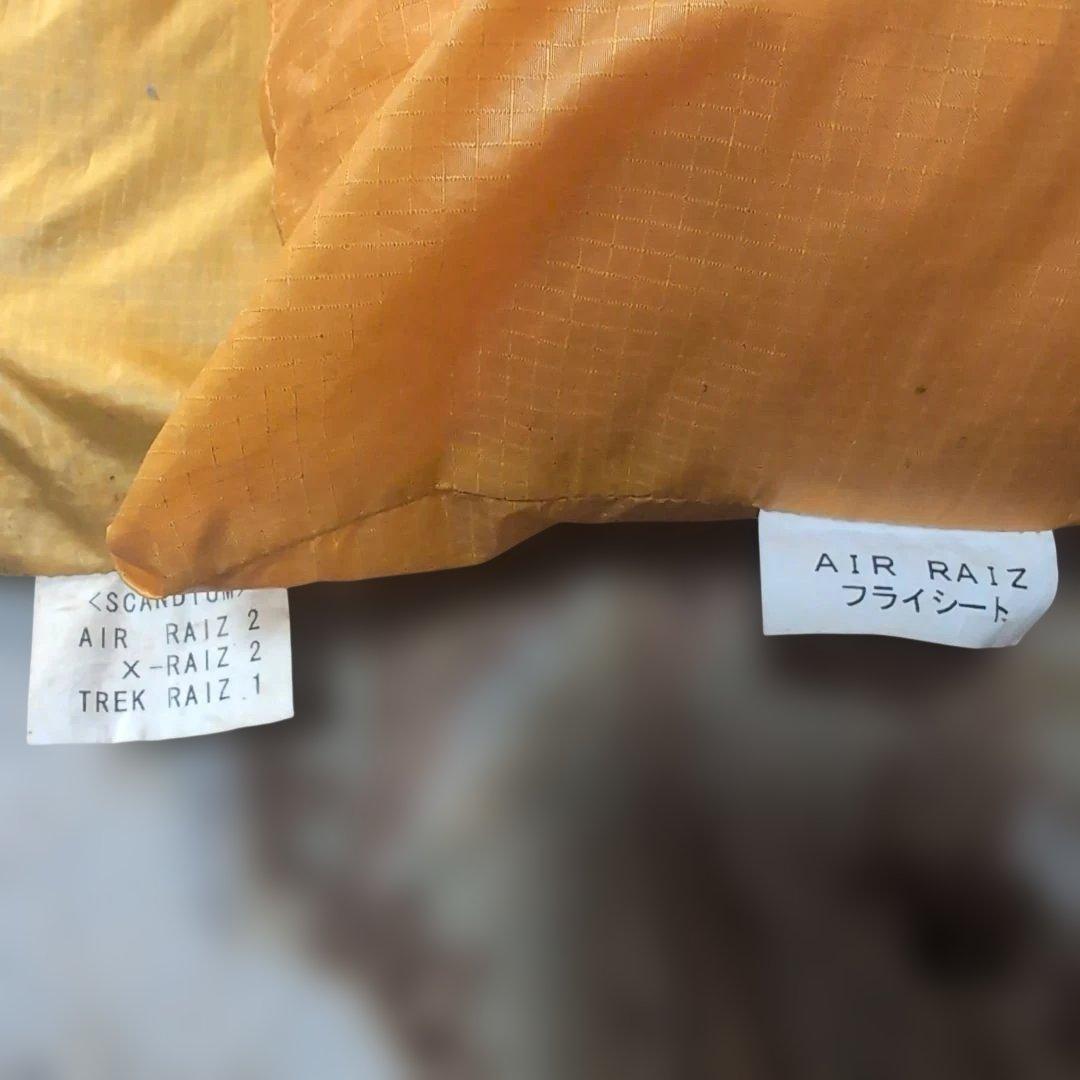 <SCANDIUM>
AIR RAIZ 2
X-RAIZ 2
TREK RAIZ.1
AIR RAIZ
フライシート